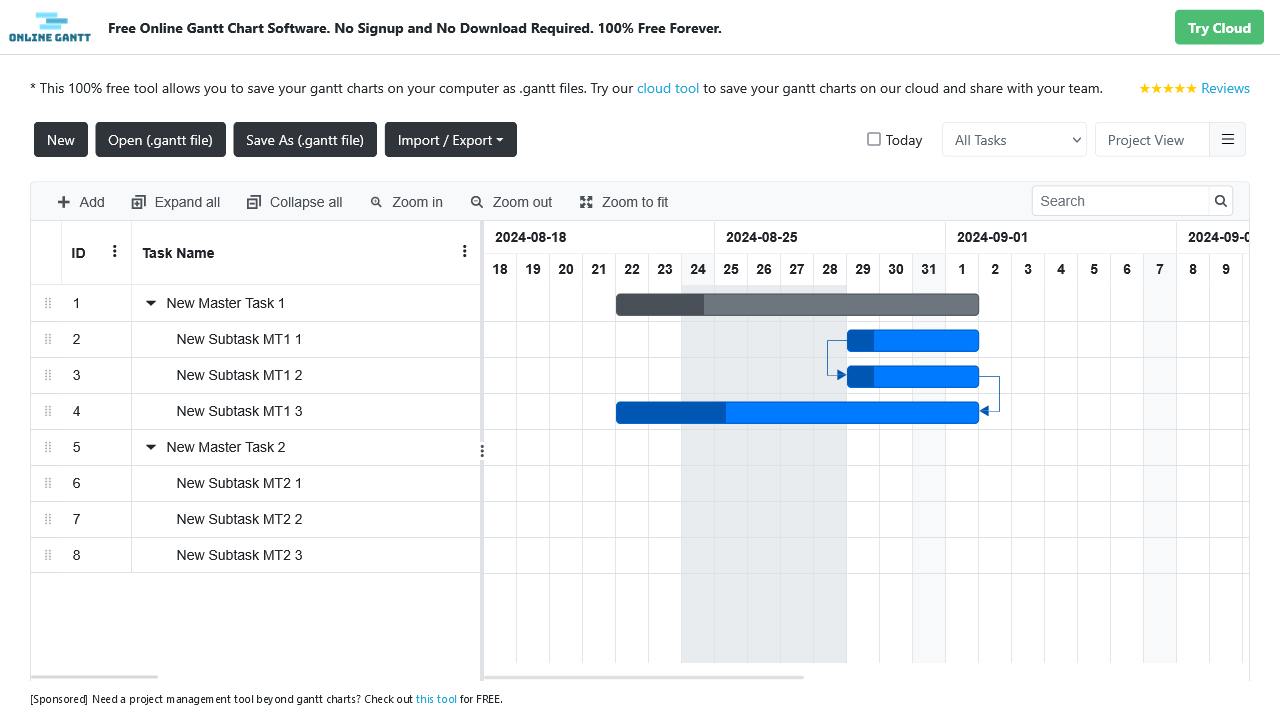 ONLINE GANTT
Free Online Gantt Chart Software. No Signup and No Download Required. 100% Free Forever.
Try Cloud
* This 100% free tool allows you to save your gantt charts on your computer as .gantt files. Try our cloud tool to save your gantt charts on our cloud and share with your team.
★★★★★ Reviews
New Open (.gantt file) Save As (.gantt file) Import / Export
Today All Tasks Project View
Add Expand all Collapse all Zoom in Zoom out Zoom to fit Search
2024-08-18 2024-08-25 2024-09-01 2024-09-0
ID Task Name
18 19 20 21 22 23 24 25 26 27 28 29 30 31 1 2 3 4 5 6 7 8 9
1 New Master Task 1
2 New Subtask MT1 1
3 New Subtask MT1 2
4 New Subtask MT1 3
5 New Master Task 2
6 New Subtask MT2 1
7 New Subtask MT2 2
8 New Subtask MT2 3
[Sponsored] Need a project management tool beyond gantt charts? Check out this tool for FREE.